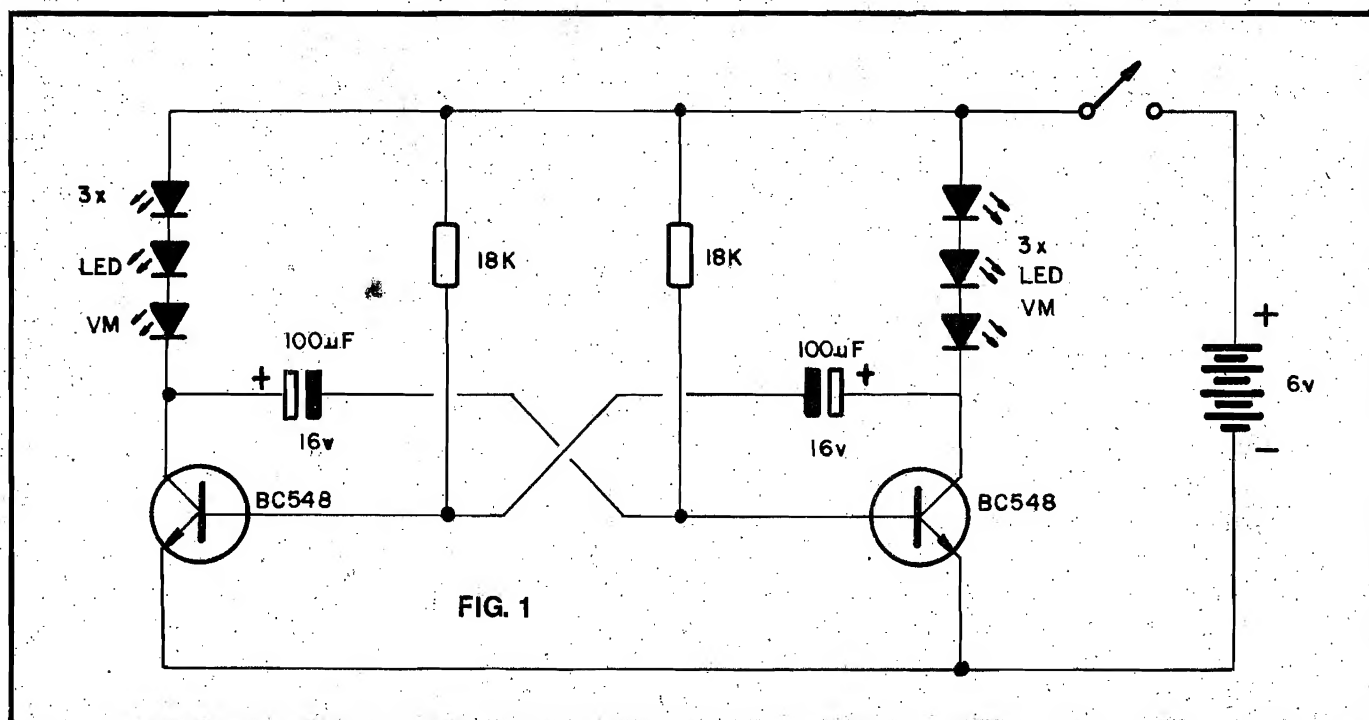 3x
LED
VM
18K
18K
3x
LED
VM
100µF
+
16v
100µF
+
16v
+
6v
-
BC548
BC548
FIG. 1